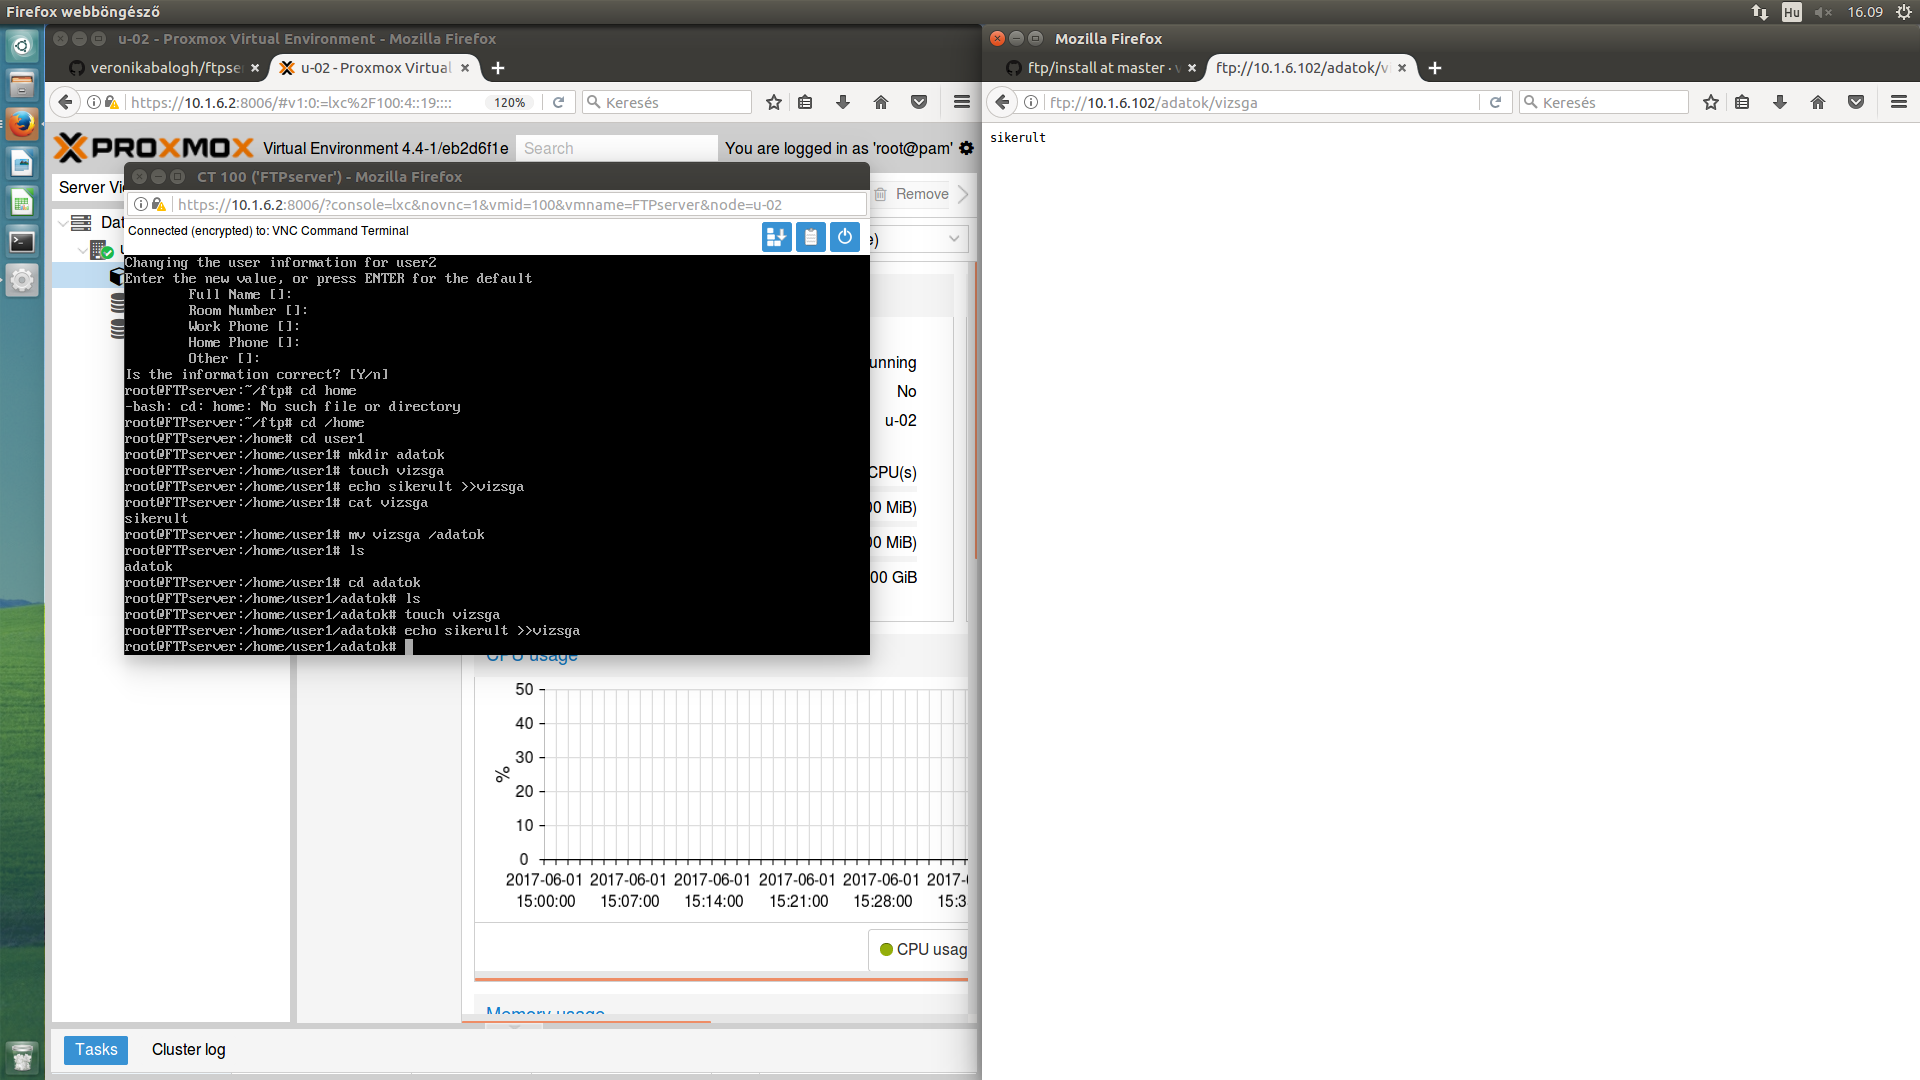 Firefox webböngésző
Hu
16.09
u-02 - Proxmox Virtual Environment - Mozilla Firefox
veronikabalogh/ftpse
u-02 - Proxmox Virtual
https://10.1.6.2:8006/#v1:0:=lxc%2F100:4::19::::
120%
Keresés
PROXMOX
Virtual Environment 4.4-1/eb2d6f1e
Search
You are logged in as 'root@pam'
Server Vi
Remove
Dat
CT 100 ('FTPserver') - Mozilla Firefox
https://10.1.6.2:8006/?console=lxc&novnc=1&vmid=100&vmname=FTPserver&node=u-02
Connected (encrypted) to: VNC Command Terminal
Changing the user information for user2
Enter the new value, or press ENTER for the default
Full Name []:
Room Number []:
Work Phone []:
Home Phone []:
Other []:
Is the information correct? [Y/n]
root@FTPserver:~/ftp# cd home
-bash: cd: home: No such file or directory
root@FTPserver:~/ftp# cd /home
root@FTPserver:/home# cd user1
root@FTPserver:/home/user1# mkdir adatok
root@FTPserver:/home/user1# touch vizsga
root@FTPserver:/home/user1# echo sikerult >>vizsga
root@FTPserver:/home/user1# cat vizsga
sikerult
root@FTPserver:/home/user1# mv vizsga /adatok
root@FTPserver:/home/user1# ls
adatok
root@FTPserver:/home/user1# cd adatok
root@FTPserver:/home/user1/adatok# ls
root@FTPserver:/home/user1/adatok# touch vizsga
root@FTPserver:/home/user1/adatok# echo sikerult >>vizsga
root@FTPserver:/home/user1/adatok#
e)
unning
No
u-02
CPU(s)
00 MiB)
00 MiB)
00 GiB
CPU usage
50
40
30
20
10
0
%
2017-06-01 2017-06-01 2017-06-01 2017-06-01 2017-06-01 2017-
15:00:00 15:07:00 15:14:00 15:21:00 15:28:00 15:3
CPU usag
Memory usage
Tasks
Cluster log
Mozilla Firefox
ftp/install at master ·
ftp://10.1.6.102/adatok/v
ftp://10.1.6.102/adatok/vizsga
Keresés
sikerult